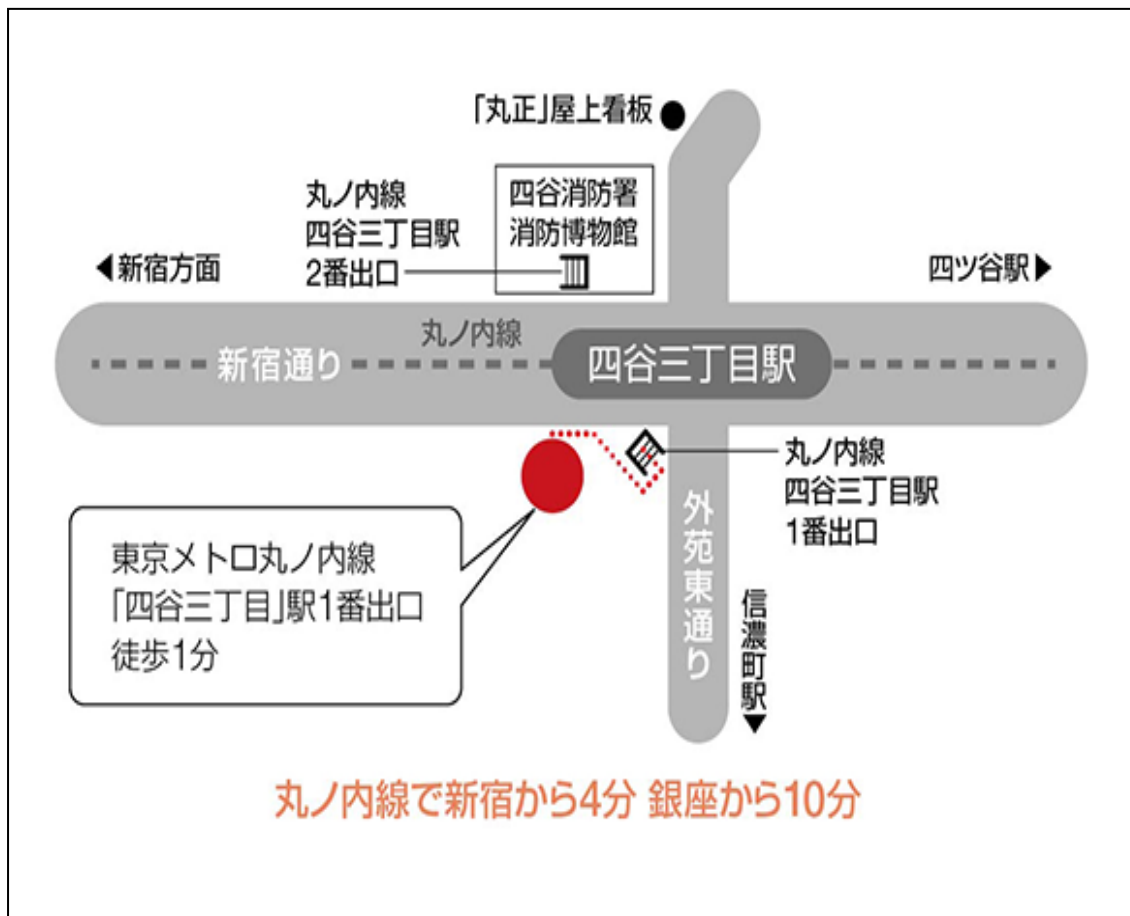 「丸正」屋上看板
丸ノ内線
四谷三丁目駅
2番出口
四谷消防署
消防博物館
◀新宿方面
四ツ谷駅▶
丸ノ内線
新宿通り
四谷三丁目駅
丸ノ内線
四谷三丁目駅
1番出口
外苑東通り
信濃町駅▼
東京メトロ丸ノ内線
「四谷三丁目」駅1番出口
徒歩1分
丸ノ内線で新宿から4分 銀座から10分